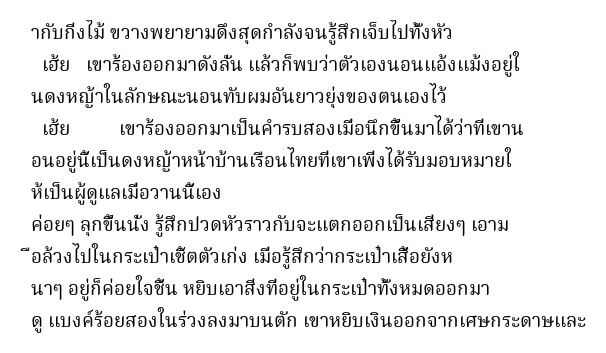 ากับกิ่งไม้ ขวางพยายามดึงสุดกำลังจนรู้สึกเจ็บไปทั้งหัว
เฮ้ย เขาร้องออกมาดังลั่น แล้วก็พบว่าตัวเองนอนแอ้งแม้งอยู่ใ
นดงหญ้าในลักษณะนอนทับผมอันยาวยุ่งของตนเองไว้
เฮ้ย เขาร้องออกมาเป็นคำรบสองเมื่อนึกขึ้นมาได้ว่าที่เขาน
อนอยู่นี้เป็นดงหญ้าหน้าบ้านเรือนไทยที่เขาเพิ่งได้รับมอบหมายใ
ห้เป็นผู้ดูแลเมื่อวานนี้เอง
ค่อยๆ ลุกขึ้นนั่ง รู้สึกปวดหัวราวกับจะแตกออกเป็นเสี่ยงๆ เอาม
ือล้วงไปในกระเป๋าเชิ้ตตัวเก่ง เมื่อรู้สึกว่ากระเป๋าเสื้อยังห
นาๆ อยู่ก็ค่อยใจชื้น หยิบเอาสิ่งที่อยู่ในกระเป๋าทั้งหมดออกมา
ดู แบงค์ร้อยสองใบร่วงลงมาบนตัก เขาหยิบเงินออกจากเศษกระดาษและ